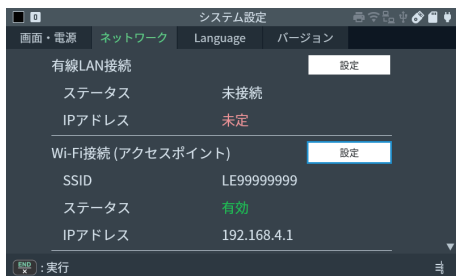 0 システム設定
画面・電源 ネットワーク Language バージョン
有線LAN接続 設定
ステータス 未接続
IPアドレス 未定
Wi-Fi接続 (アクセスポイント) 設定
SSID LE99999999
ステータス 有効
IPアドレス 192.168.4.1
END × : 実行